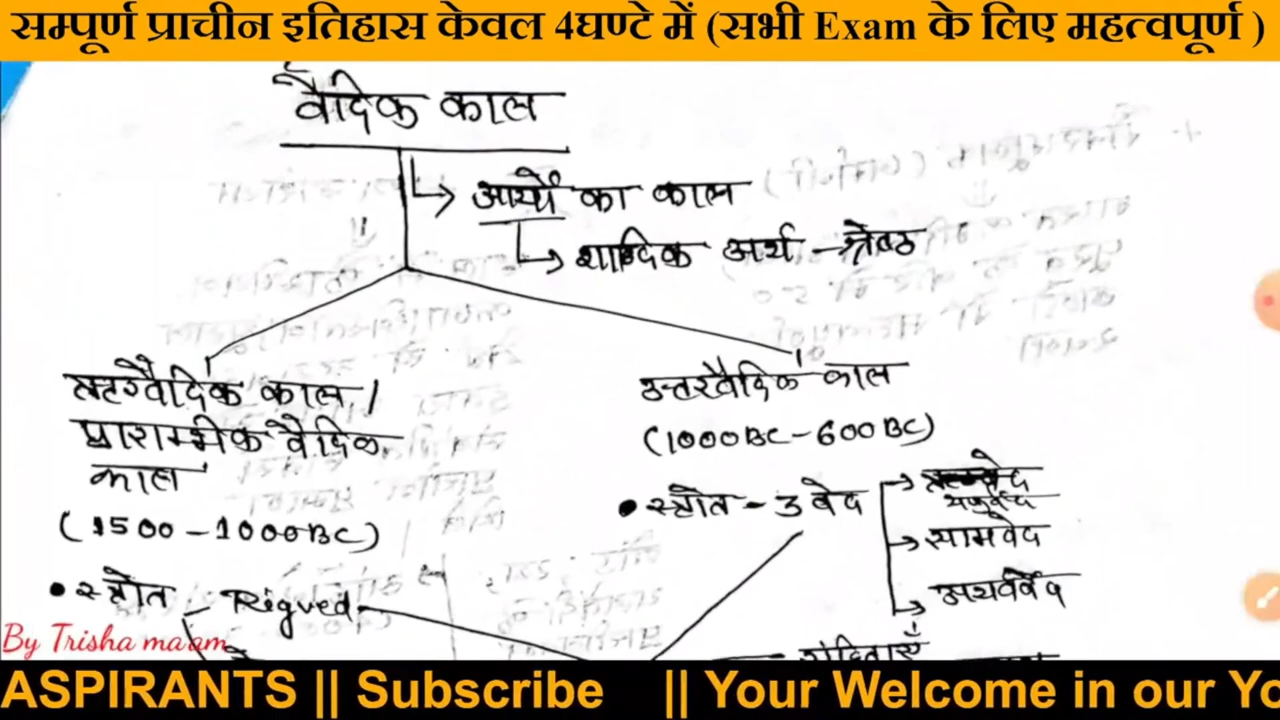 सम्पूर्ण प्राचीन इतिहास केवल 4घण्टे में (सभी Exam के लिए महत्वपूर्ण )
वैदिक काल
आर्यों का काल
शाब्दिक अर्थ - श्रेष्ठ
ऋग्वैदिक काल /
प्रारम्भीक वैदिक
काल
(1500 - 1000BC)
• स्त्रोत - Rigved
उत्तरवैदिक काल
(1000BC - 600BC)
• स्त्रोत - 3 वेद
यजुर्वेद
सामवेद
अथर्ववेद
संहिताएँ
By Trisha ma'am
ASPIRANTS || Subscribe || Your Welcome in our Yo